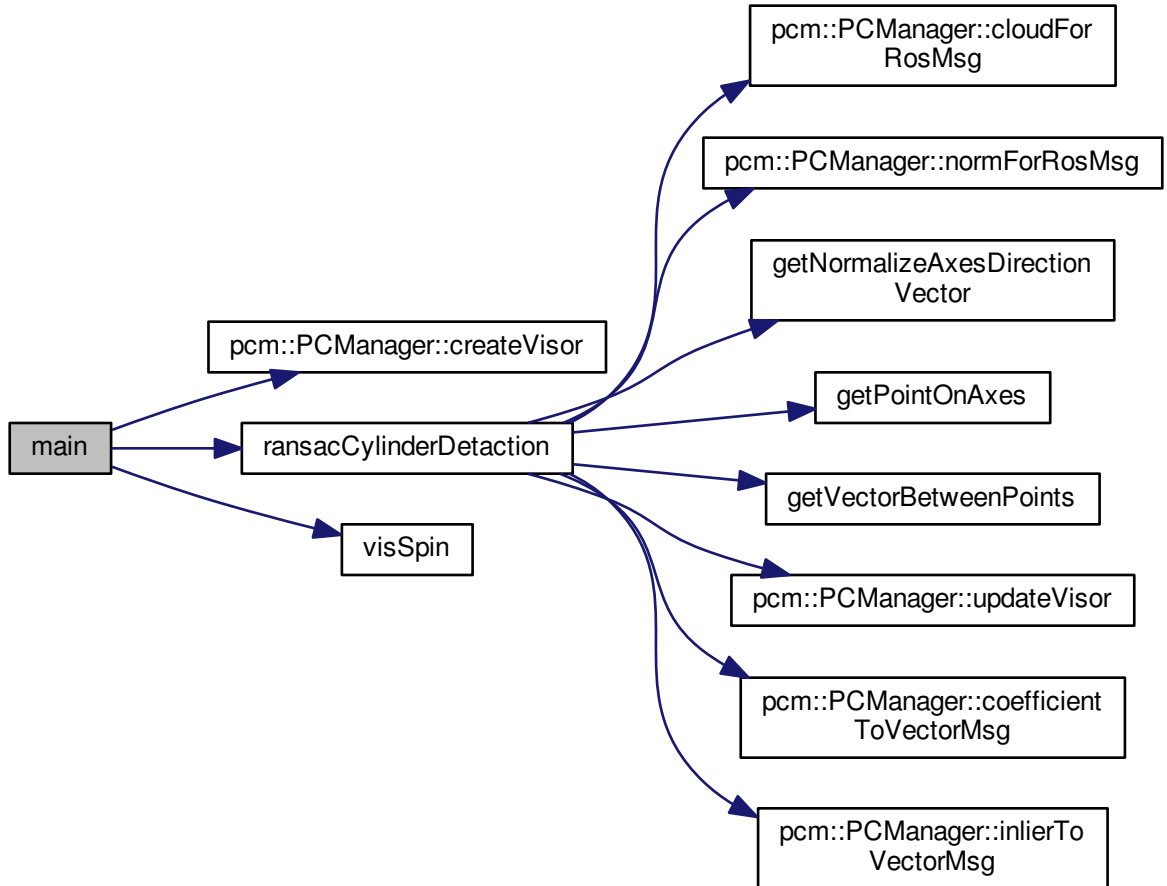 pcm::PCManager::cloudFor
RosMsg
pcm::PCManager::normForRosMsg
getNormalizeAxesDirection
Vector
pcm::PCManager::createVisor
getPointOnAxes
main
ransacCylinderDetaction
getVectorBetweenPoints
visSpin
pcm::PCManager::updateVisor
pcm::PCManager::coefficient
ToVectorMsg
pcm::PCManager::inlierTo
VectorMsg